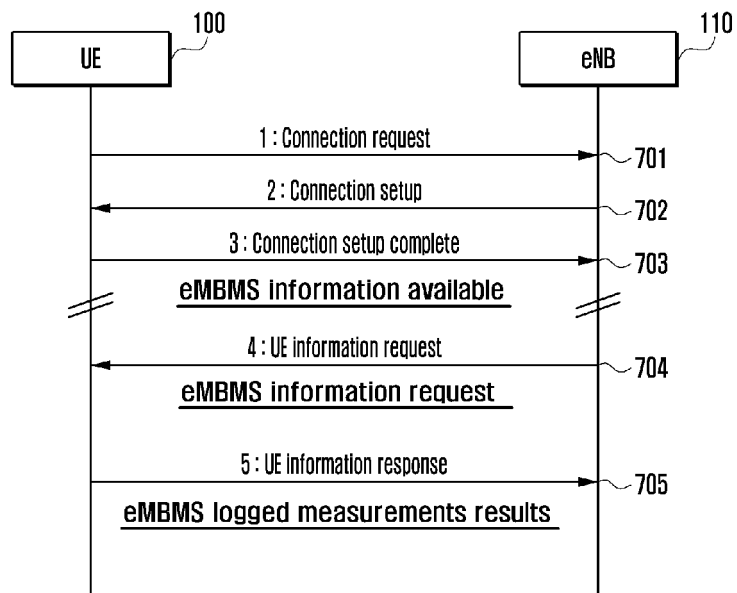 100
110
UE
eNB
1 : Connection request
701
2 : Connection setup
702
3 : Connection setup complete
703
eMBMS information available
4 : UE information request
704
eMBMS information request
5 : UE information response
705
eMBMS logged measurements results